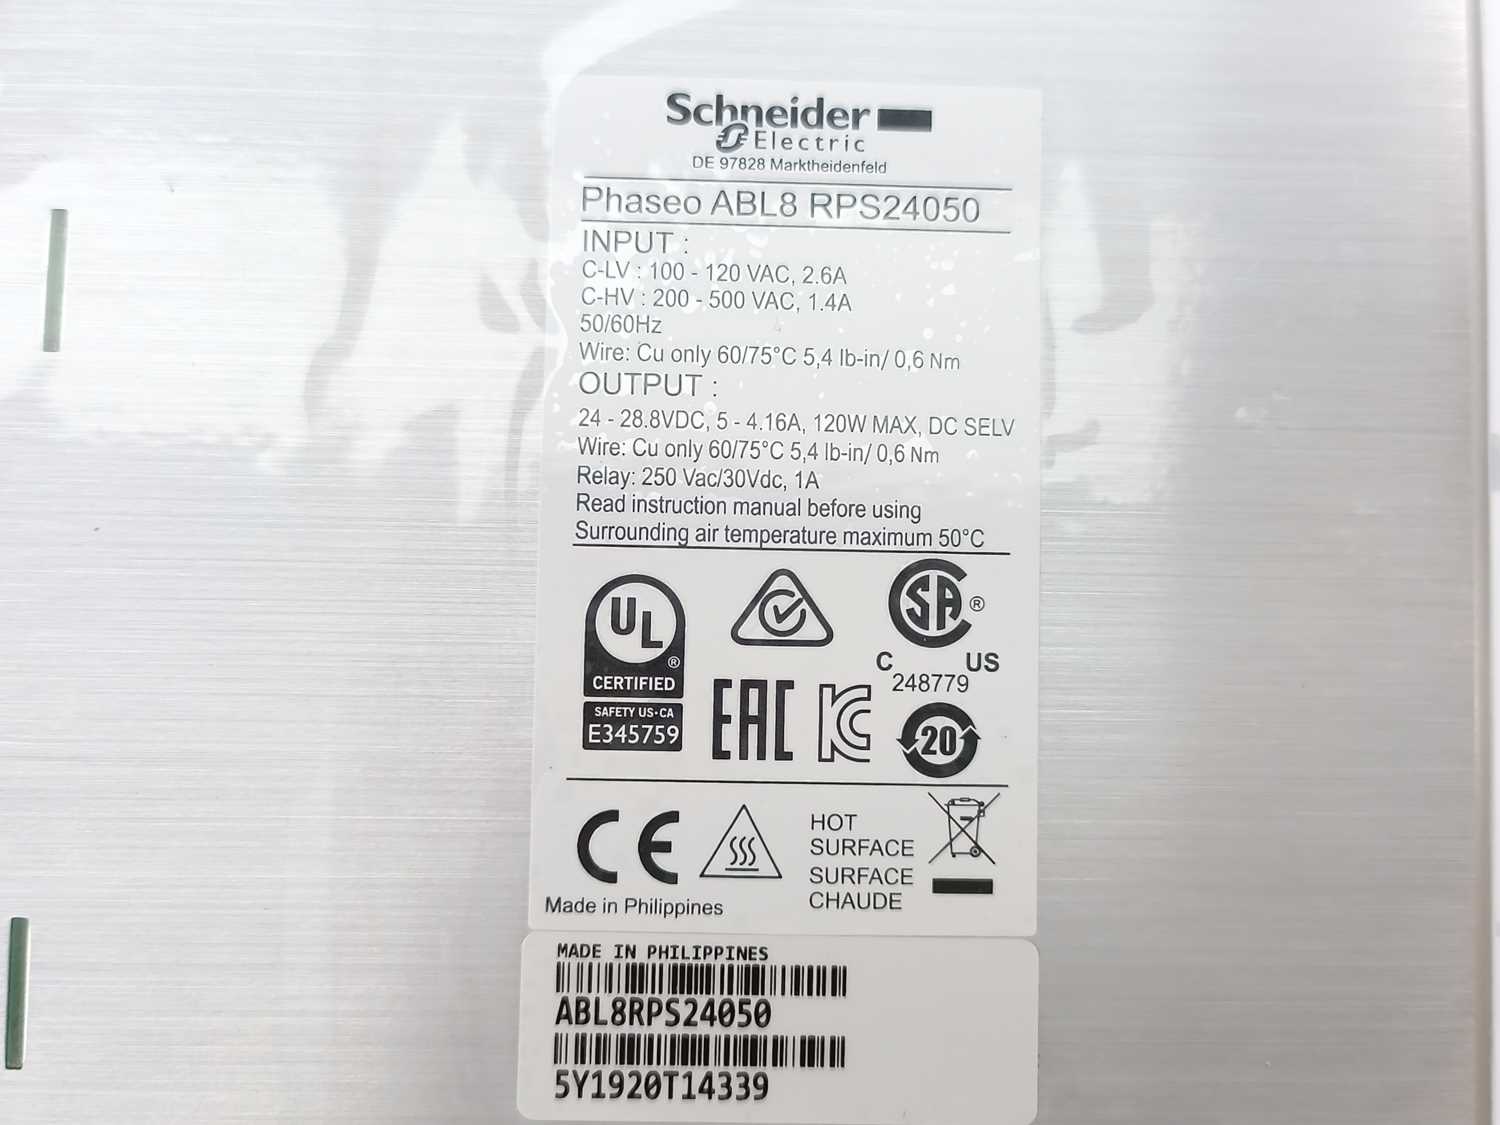 Schneider
Electric
DE 97828 Marktheidenfeld
Phaseo ABL8 RPS24050
INPUT :
C-LV : 100 - 120 VAC, 2.6A
C-HV : 200 - 500 VAC, 1.4A
50/60Hz
Wire: Cu only 60/75°C 5,4 lb-in/ 0,6 Nm
OUTPUT :
24 - 28.8VDC, 5 - 4.16A, 120W MAX, DC SELV
Wire: Cu only 60/75°C 5,4 lb-in/ 0,6 Nm
Relay: 250 Vac/30Vdc, 1A
Read instruction manual before using
Surrounding air temperature maximum 50°C
UL
®
CERTIFIED
SAFETY US·CA
E345759
SA ®
C US
248779
EAC
KC
20
CE
HOT
SURFACE
SURFACE
CHAUDE
Made in Philippines
MADE IN PHILIPPINES
ABL8RPS24050
5Y1920T14339